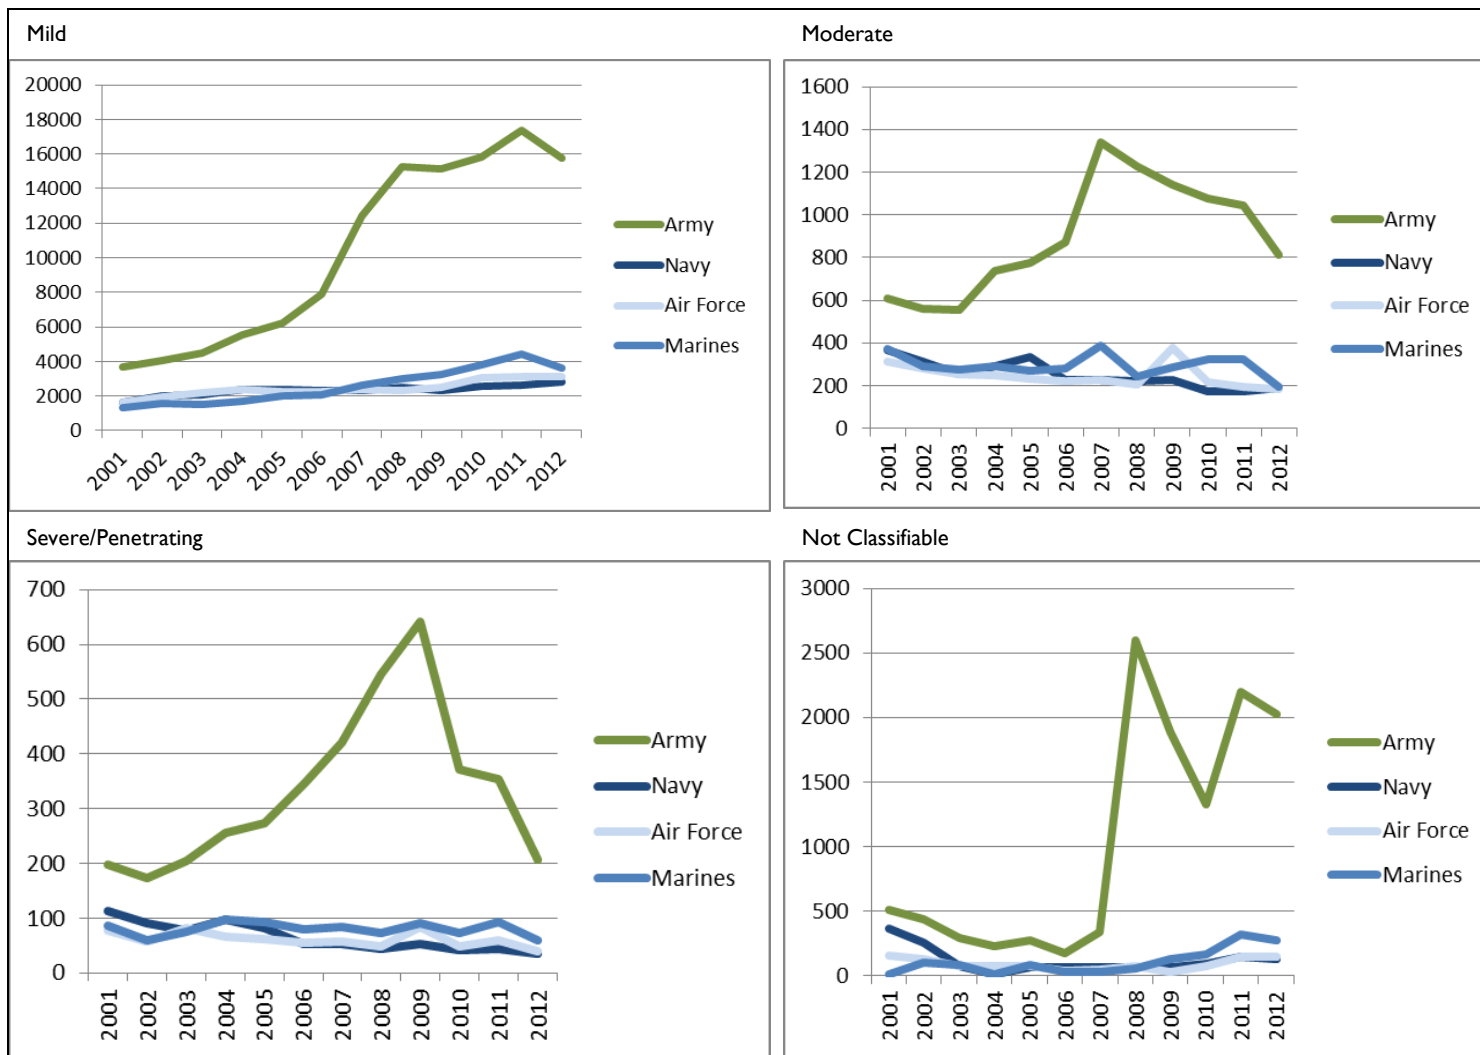 Mild
20000
18000
16000
14000
12000
10000
8000
6000
4000
2000
0
2001 2002 2003 2004 2005 2006 2007 2008 2009 2010 2011 2012
Army
Navy
Air Force
Marines
Moderate
1600
1400
1200
1000
800
600
400
200
0
2001 2002 2003 2004 2005 2006 2007 2008 2009 2010 2011 2012
Army
Navy
Air Force
Marines
Severe/Penetrating
700
600
500
400
300
200
100
0
2001 2002 2003 2004 2005 2006 2007 2008 2009 2010 2011 2012
Army
Navy
Air Force
Marines
Not Classifiable
3000
2500
2000
1500
1000
500
0
2001 2002 2003 2004 2005 2006 2007 2008 2009 2010 2011 2012
Army
Navy
Air Force
Marines